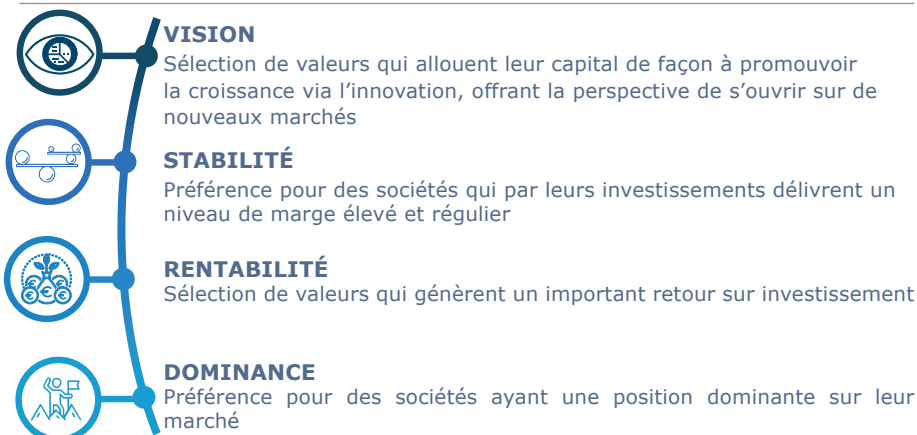 VISION
Sélection de valeurs qui allouent leur capital de façon à promouvoir
la croissance via l’innovation, offrant la perspective de s’ouvrir sur de
nouveaux marchés
STABILITÉ
Préférence pour des sociétés qui par leurs investissements délivrent un
niveau de marge élevé et régulier
RENTABILITÉ
Sélection de valeurs qui génèrent un important retour sur investissement
DOMINANCE
Préférence pour des sociétés ayant une position dominante sur leur
marché